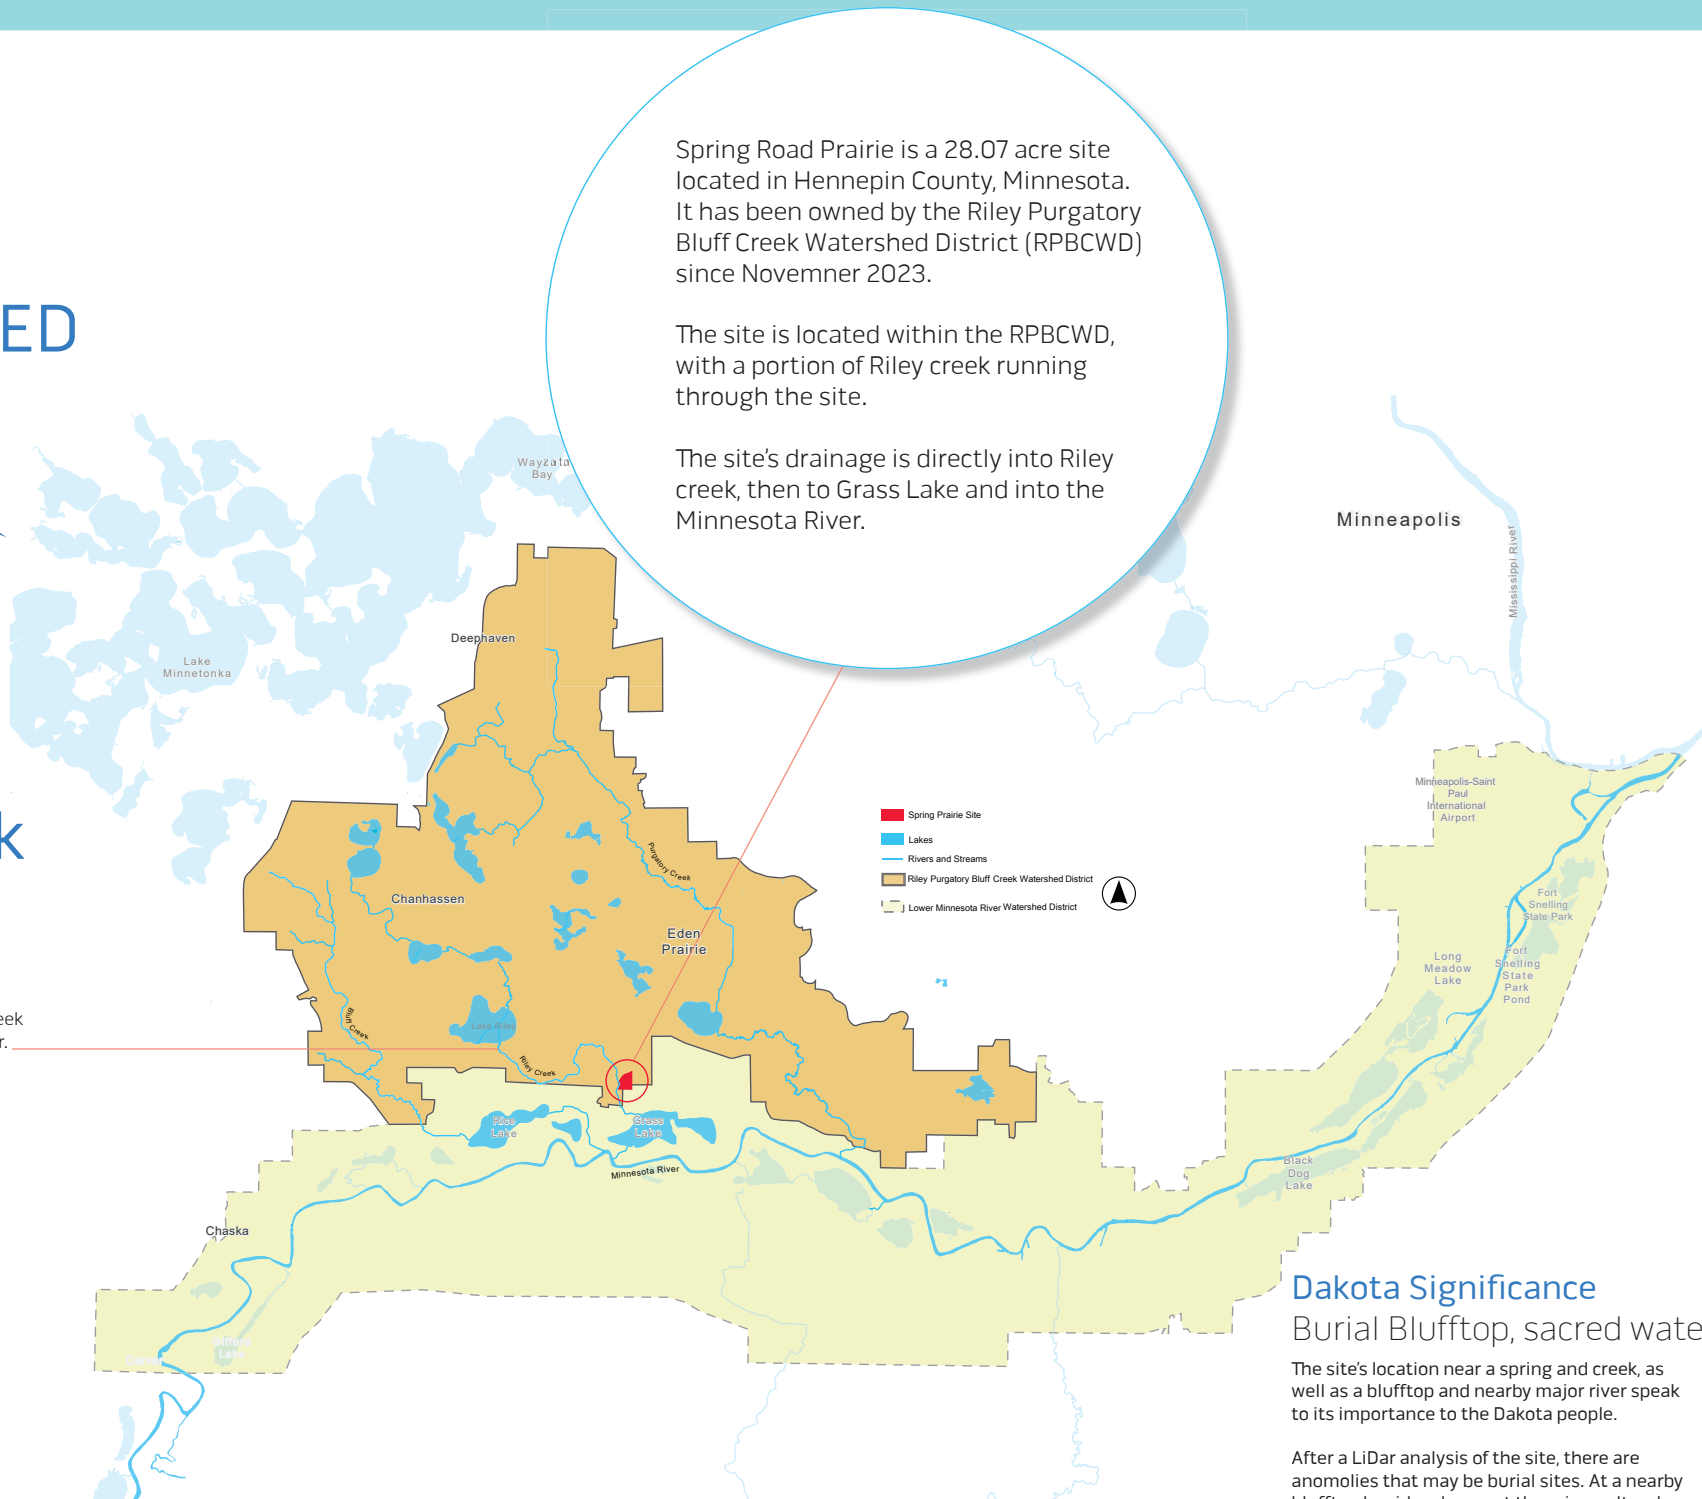 Spring Road Prairie is a 28.07 acre site
located in Hennepin County, Minnesota.
It has been owned by the Riley Purgatory
Bluff Creek Watershed District (RPBCWD)
since Novemner 2023.
The site is located within the RPBCWD,
with a portion of Riley creek running
through the site.
The site's drainage is directly into Riley
creek, then to Grass Lake and into the
Minnesota River.
ED
k
eek
r.
Wayzata
Bay
Lake
Minnetonka
Deephaven
Minneapolis
Mississippi River
Chanhassen
Eden
Prairie
Purgatory Creek
Bluff Creek
Lake Riley
Riley Creek
Rice
Lake
Grass
Lake
Minnesota River
Chaska
Lake
Spring Prairie Site
Lakes
Rivers and Streams
Riley Purgatory Bluff Creek Watershed District
Lower Minnesota River Watershed District
Minneapolis-Saint
Paul
International
Airport
Fort
Snelling
State Park
Long
Meadow
Lake
Fort
Snelling
State
Park
Pond
Black
Dog
Lake
Dakota Significance
Burial Blufftop, sacred wate
The site's location near a spring and creek, as
well as a blufftop and nearby major river speak
to its importance to the Dakota people.
After a LiDar analysis of the site, there are
anomolies that may be burial sites. At a nearby